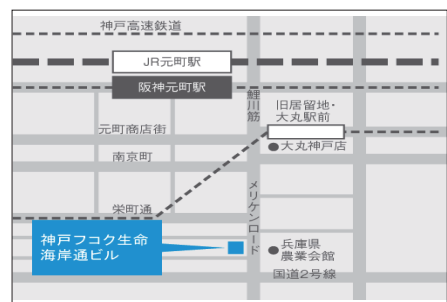 神戸高速鉄道
JR元町駅
阪神元町駅
鯉川筋
旧居留地・
大丸駅前
元町商店街
大丸神戸店
南京町
栄町通
メリケンロード
神戸フコク生命
海岸通ビル
兵庫県
農業会館
国道2号線